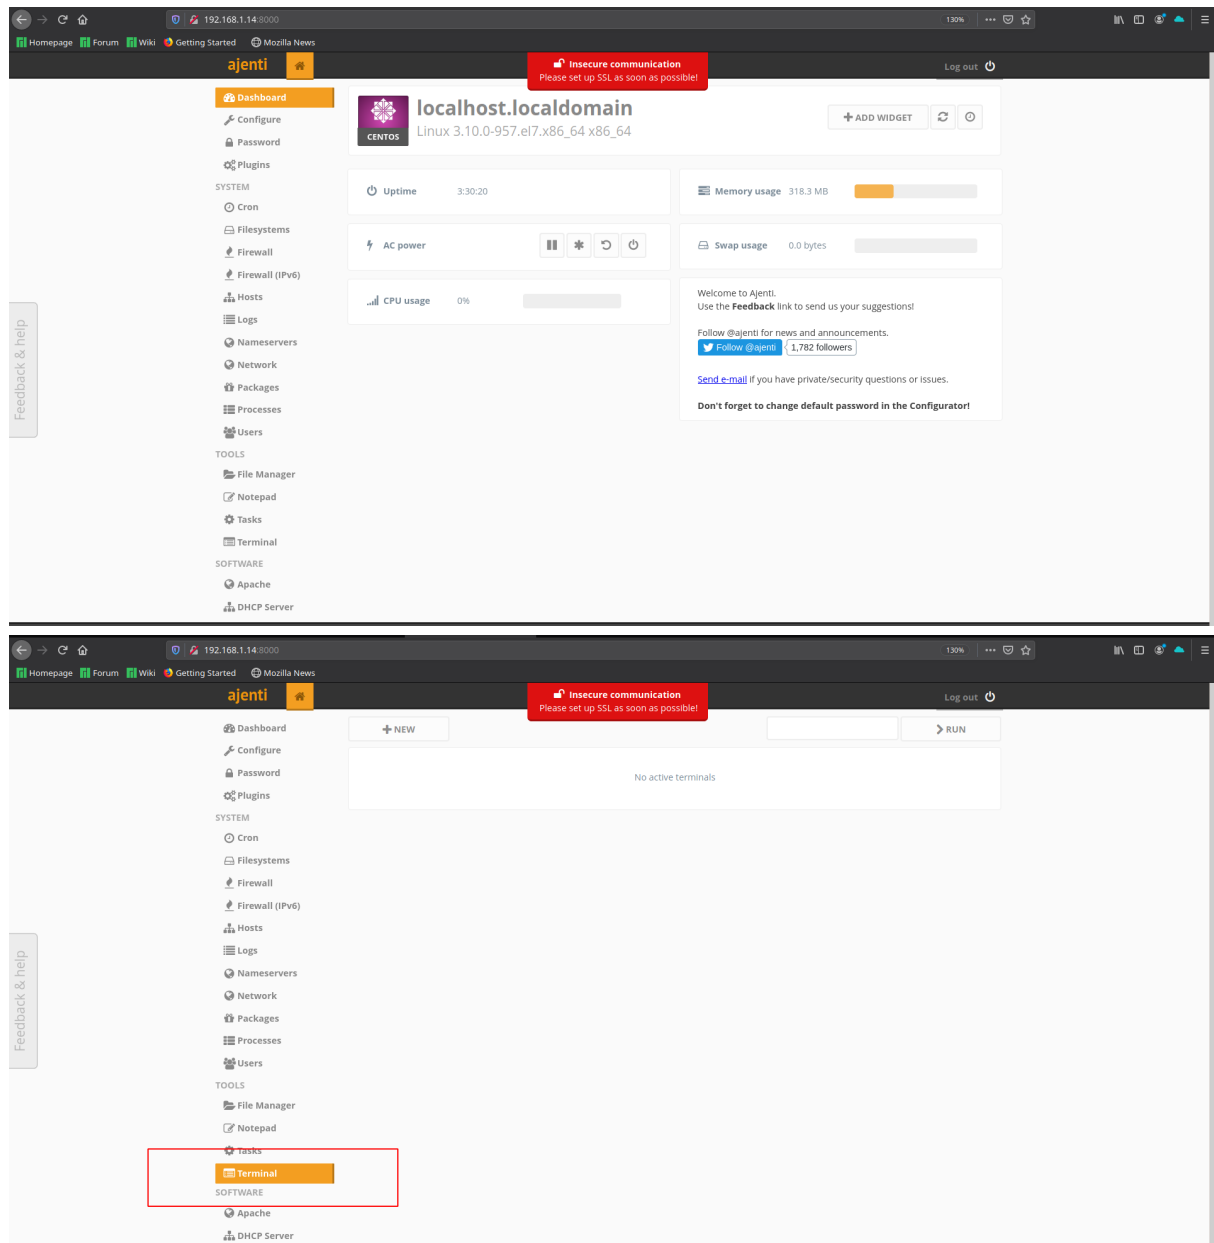 192.168.1.14:8000
130%
Homepage Forum Wiki Getting Started Mozilla News
ajenti
Insecure communication
Please set up SSL as soon as possible!
Log out
Dashboard
Configure
Password
Plugins
SYSTEM
Cron
Filesystems
Firewall
Firewall (IPv6)
Hosts
Logs
Nameservers
Network
Packages
Processes
Users
TOOLS
File Manager
Notepad
Tasks
Terminal
SOFTWARE
Apache
DHCP Server
CENTOS
localhost.localdomain
Linux 3.10.0-957.el7.x86_64 x86_64
ADD WIDGET
Uptime 3:30:20
Memory usage 318.3 MB
AC power
Swap usage 0.0 bytes
CPU usage 0%
Welcome to Ajenti.
Use the Feedback link to send us your suggestions!
Follow @ajenti for news and announcements.
Follow @ajenti 1,782 followers
Send e-mail if you have private/security questions or issues.
Don't forget to change default password in the Configurator!
Feedback & help
192.168.1.14:8000
130%
Homepage Forum Wiki Getting Started Mozilla News
ajenti
Insecure communication
Please set up SSL as soon as possible!
Log out
Dashboard
Configure
Password
Plugins
SYSTEM
Cron
Filesystems
Firewall
Firewall (IPv6)
Hosts
Logs
Nameservers
Network
Packages
Processes
Users
TOOLS
File Manager
Notepad
Tasks
Terminal
SOFTWARE
Apache
DHCP Server
NEW
RUN
No active terminals
Feedback & help